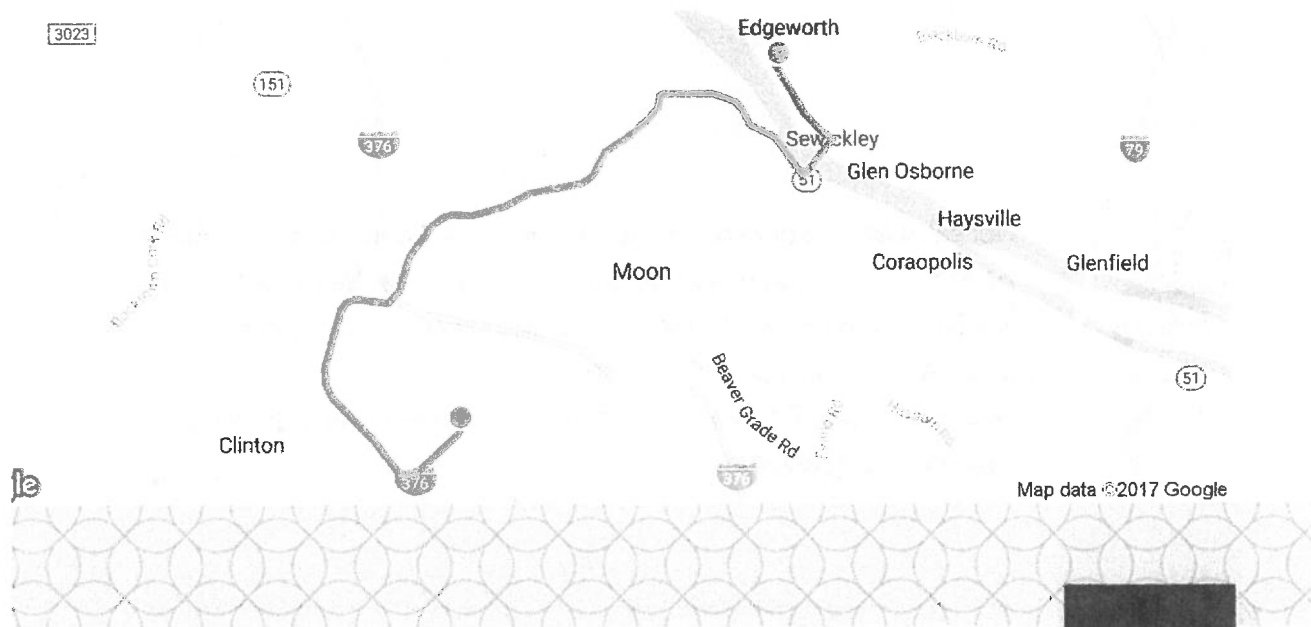 3023
Edgeworth
151
376
Sewickley
79
Glen Osborne
51
Haysville
Moon
Coraopolis
Glenfield
Beaver Grade Rd
51
Clinton
376
376
le
Map data ©2017 Google